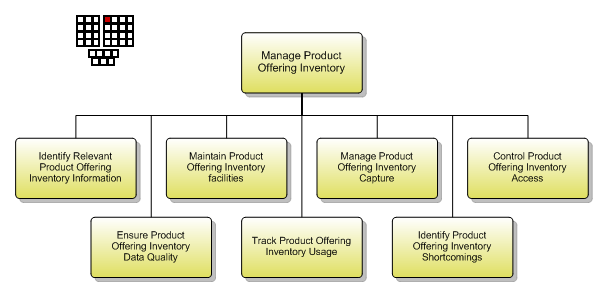 Manage Product
Offering Inventory
Identify Relevant
Product Offering
Inventory Information
Maintain Product
Offering Inventory
facilities
Manage Product
Offering Inventory
Capture
Control Product
Offering Inventory
Access
Ensure Product
Offering Inventory
Data Quality
Track Product Offering
Inventory Usage
Identify Product
Offering Inventory
Shortcomings